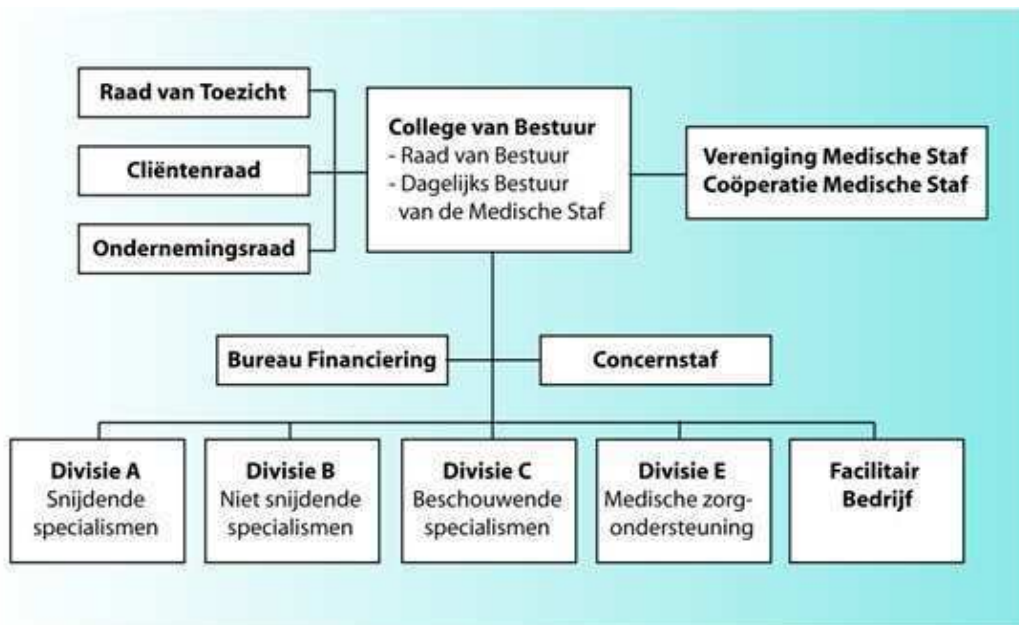 Raad van Toezicht
Cliëntenraad
Ondernemingsraad
College van Bestuur
- Raad van Bestuur
- Dagelijks Bestuur
van de Medische Staf
Vereniging Medische Staf
Coöperatie Medische Staf
Bureau Financiering
Concernstaf
Divisie A
Snijdende
specialismen
Divisie B
Niet snijdende
specialismen
Divisie C
Beschouwende
specialismen
Divisie E
Medische zorg-
ondersteuning
Facilitair
Bedrijf